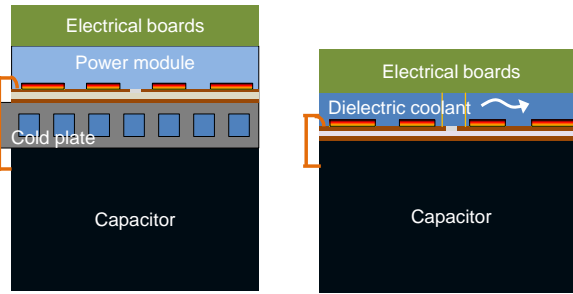 Electrical boards
Power module
Cold plate
Capacitor
Electrical boards
Dielectric coolant
Capacitor